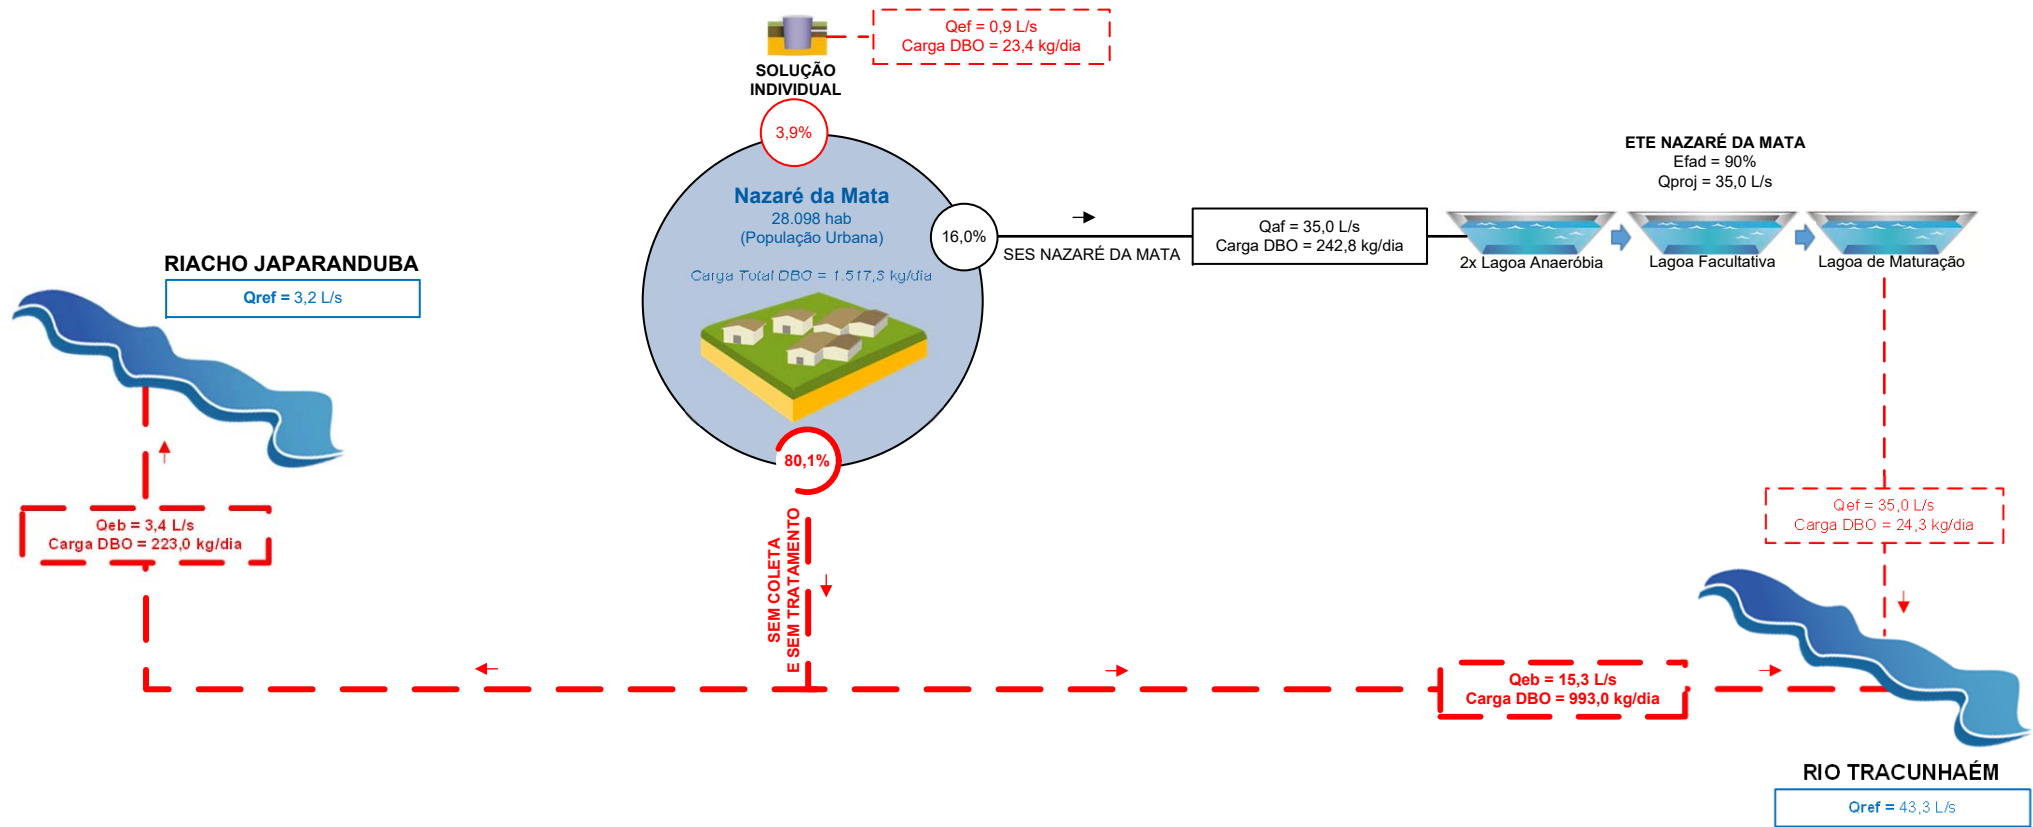 Qef = 0,9 L/s
Carga DBO = 23,4 kg/dia
SOLUÇÃO
INDIVIDUAL
3,9%
Nazaré da Mata
28.098 hab
(População Urbana)
Carga Total DBO = 1.517,3 kg/dia
16,0%
SES NAZARÉ DA MATA
Qaf = 35,0 L/s
Carga DBO = 242,8 kg/dia
ETE NAZARÉ DA MATA
Efad = 90%
Qproj = 35,0 L/s
2x Lagoa Anaeróbia
Lagoa Facultativa
Lagoa de Maturação
RIACHO JAPARANDUBA
Qref = 3,2 L/s
80,1%
SEM COLETA
E SEM TRATAMENTO
Qeb = 3,4 L/s
Carga DBO = 223,0 kg/dia
Qef = 35,0 L/s
Carga DBO = 24,3 kg/dia
Qeb = 15,3 L/s
Carga DBO = 993,0 kg/dia
RIO TRACUNHAÉM
Qref = 43,3 L/s